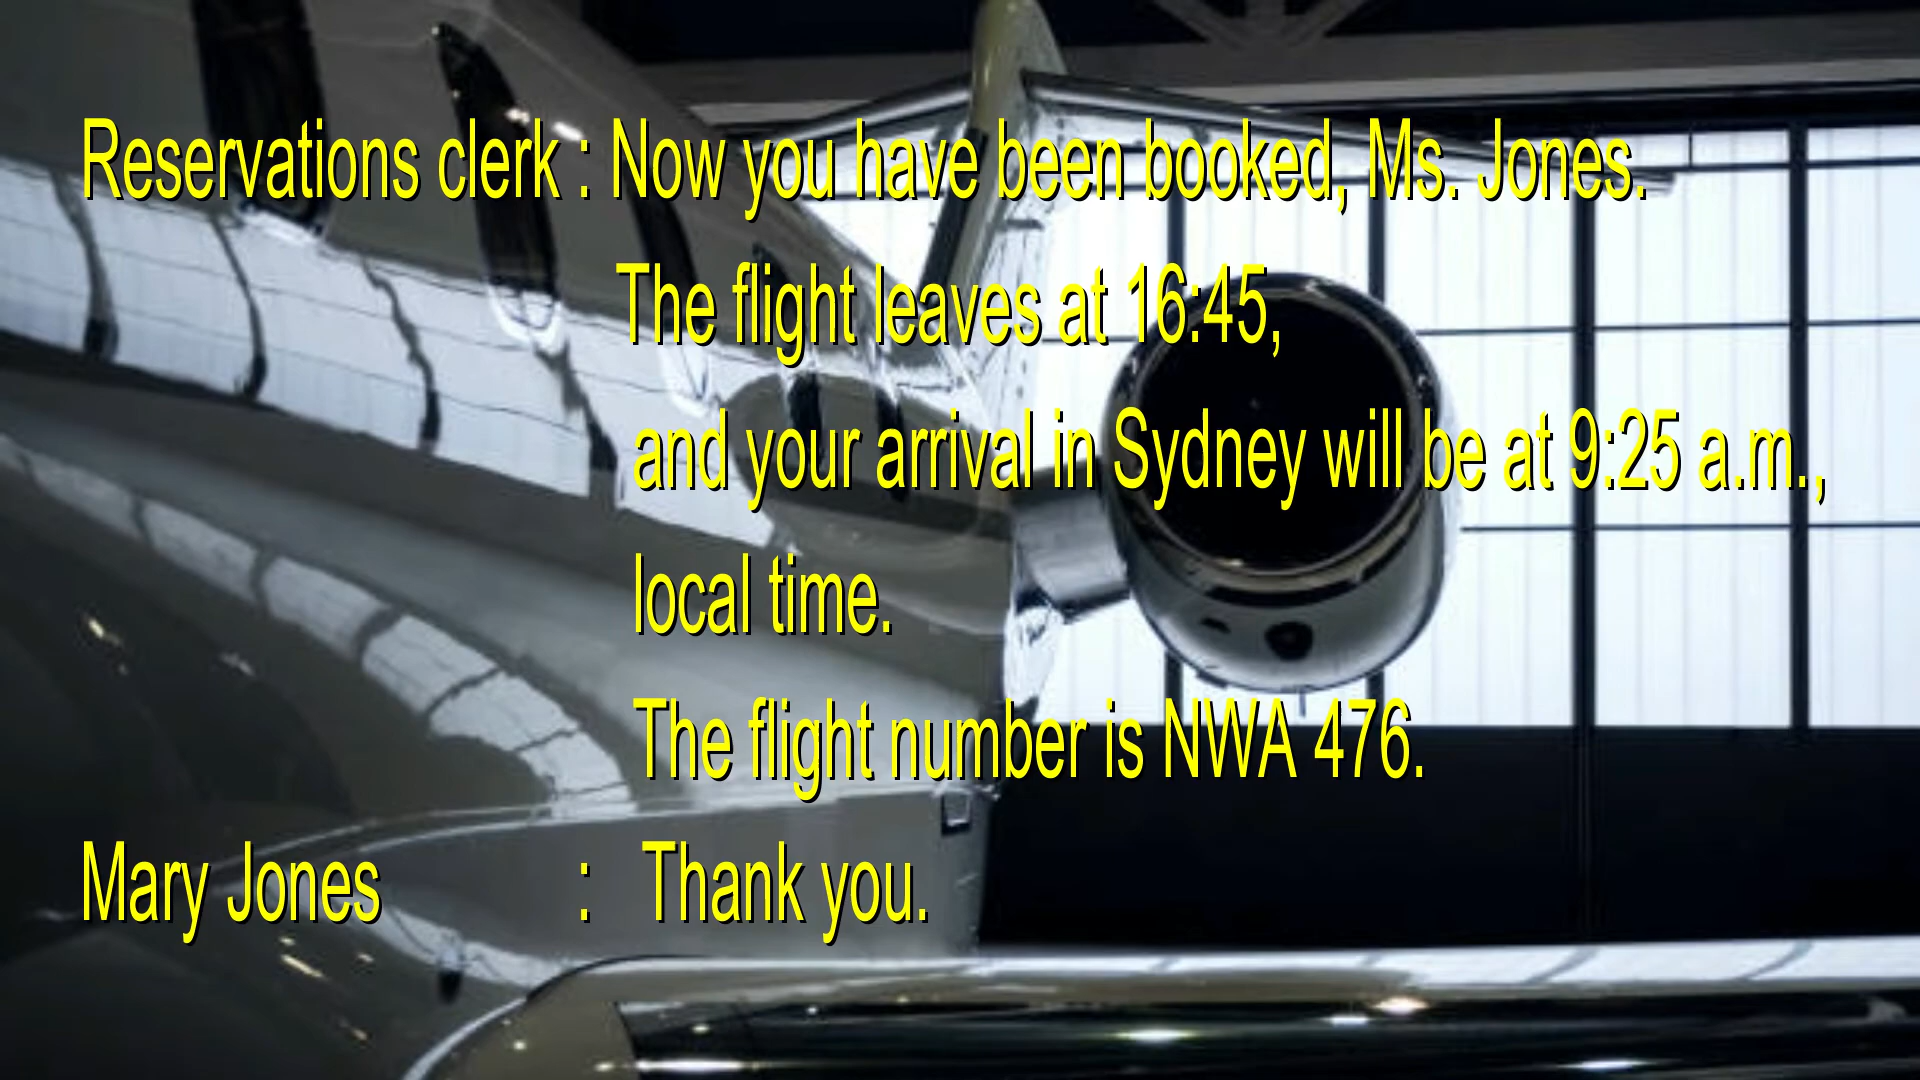 Reservations clerk : Now you have been booked, Ms. Jones.
The flight leaves at 16:45,
and your arrival in Sydney will be at 9:25 a.m.,
local time.
The flight number is NWA 476.
Mary Jones : Thank you.